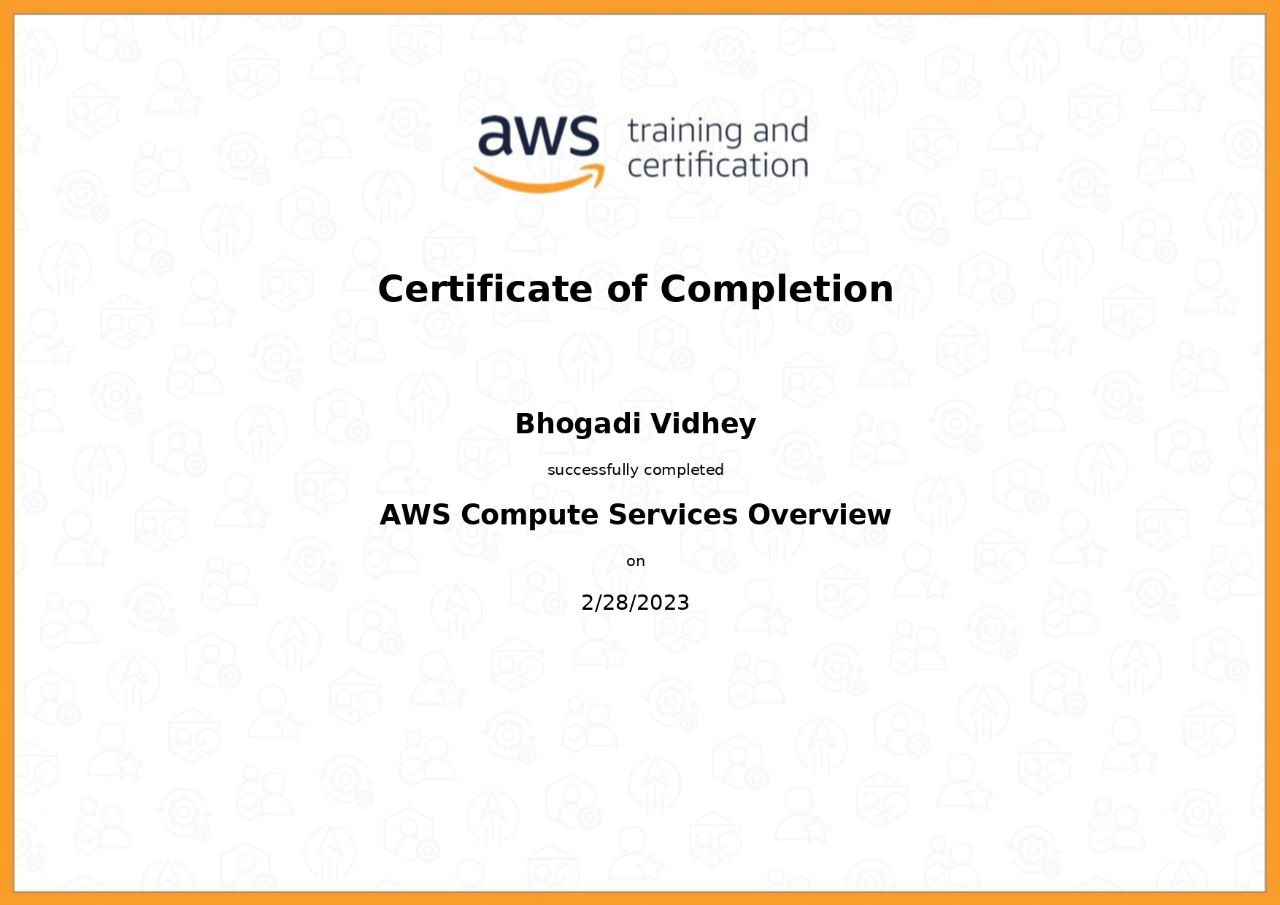 aws training and
certification
Certificate of Completion
Bhogadi Vidhey
successfully completed
AWS Compute Services Overview
on
2/28/2023